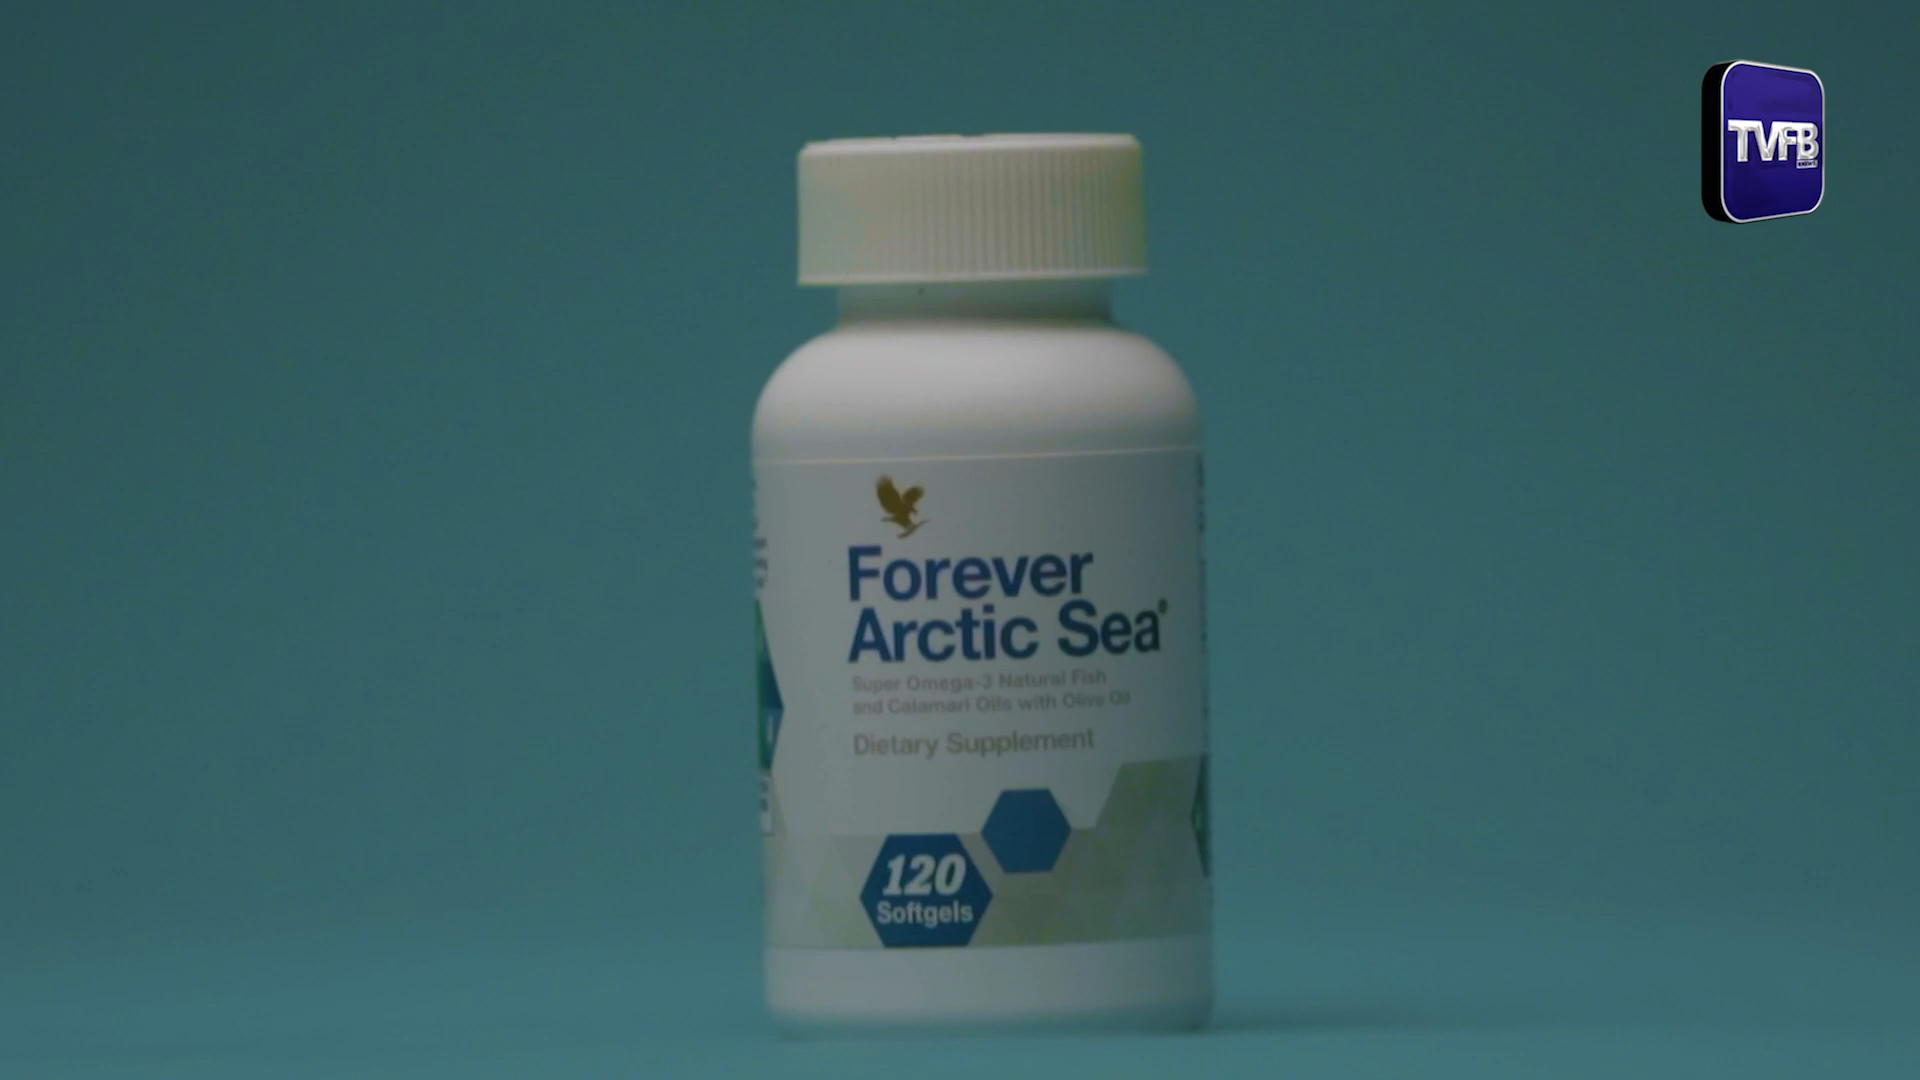 TVFB
Forever
Arctic Sea®
Super Omega-3 Natural Fish
and Calamari Oils with Olive Oil
Dietary Supplement
120
Softgels